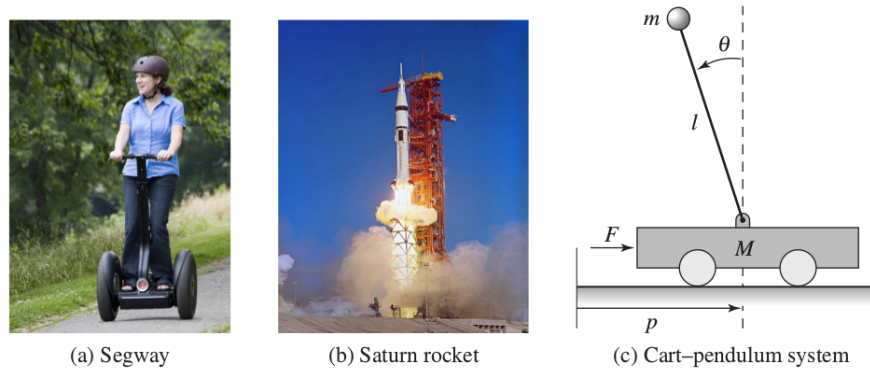 m
θ
l
F
M
p
(a) Segway
(b) Saturn rocket
(c) Cart–pendulum system